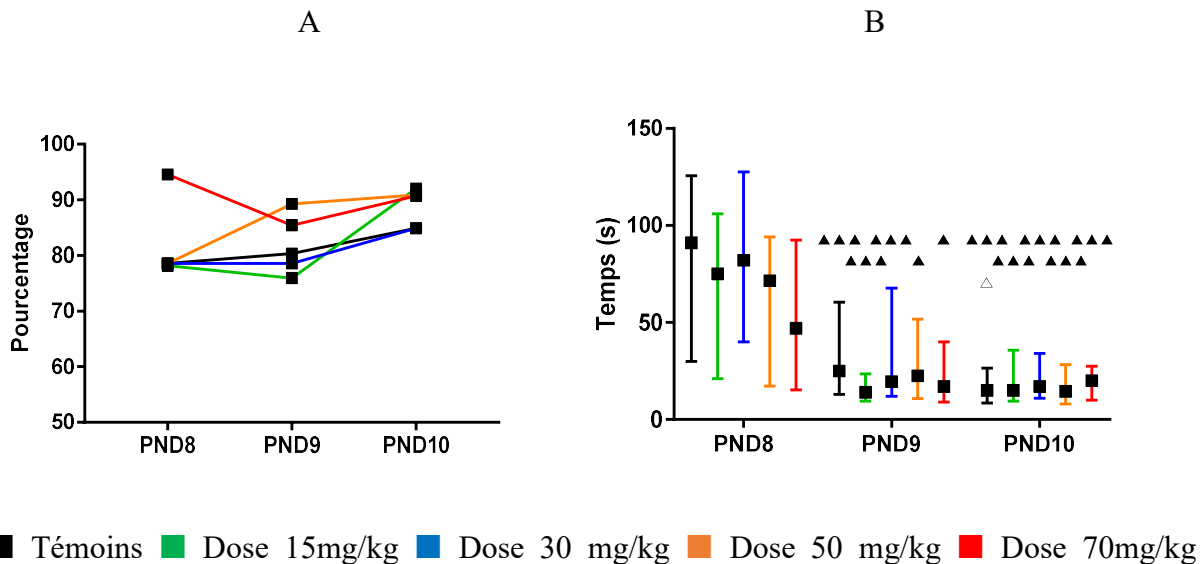 A
B
Pourcentage
100
90
80
70
60
50
PND8 PND9 PND10
Temps (s)
150
100
50
0
▲▲▲ ▲▲▲ ▲ ▲▲▲ ▲▲▲ ▲▲▲
▲▲▲ ▲ ▲▲▲ ▲▲▲
△
PND8 PND9 PND10
Témoins Dose 15mg/kg Dose 30 mg/kg Dose 50 mg/kg Dose 70mg/kg